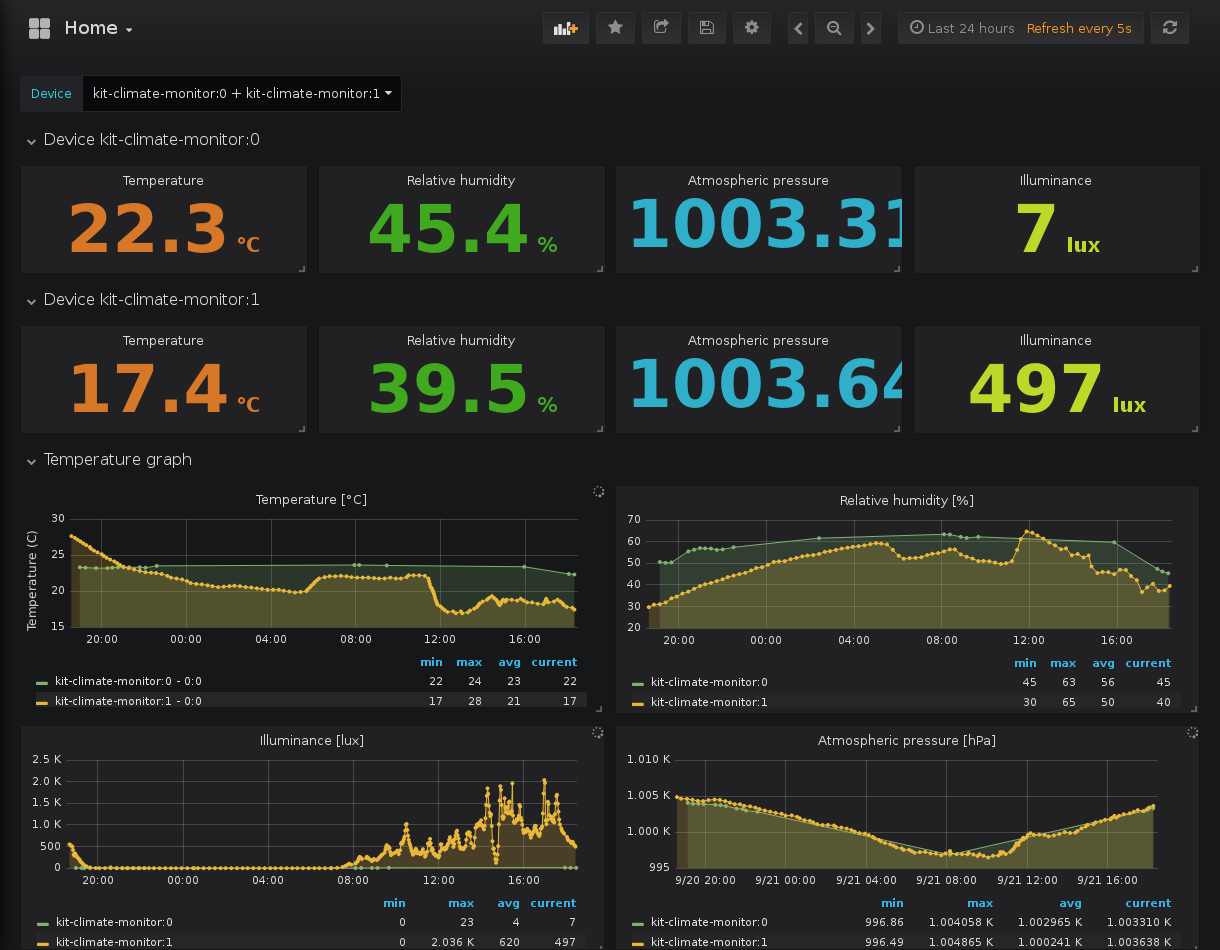 Home
Last 24 hours Refresh every 5s
Device kit-climate-monitor:0 + kit-climate-monitor:1
Device kit-climate-monitor:0
Temperature Relative humidity Atmospheric pressure Illuminance
22.3 °C 45.4 % 1003.31 7 lux
Device kit-climate-monitor:1
Temperature Relative humidity Atmospheric pressure Illuminance
17.4 °C 39.5 % 1003.64 497 lux
Temperature graph
Temperature [°C]
Temperature (C)
30
25
20
15
20:00 00:00 04:00 08:00 12:00 16:00
min max avg current
kit-climate-monitor:0 - 0:0 22 24 23 22
kit-climate-monitor:1 - 0:0 17 28 21 17
Relative humidity [%]
70
60
50
40
30
20
20:00 00:00 04:00 08:00 12:00 16:00
min max avg current
kit-climate-monitor:0 45 63 56 45
kit-climate-monitor:1 30 65 50 40
Illuminance [lux]
2.5 K
2.0 K
1.5 K
1.0 K
500
0
20:00 00:00 04:00 08:00 12:00 16:00
min max avg current
kit-climate-monitor:0 0 23 4 7
kit-climate-monitor:1 0 2.036 K 620 497
Atmospheric pressure [hPa]
1.010 K
1.005 K
1.000 K
995
9/20 20:00 9/21 00:00 9/21 04:00 9/21 08:00 9/21 12:00 9/21 16:00
min max avg current
kit-climate-monitor:0 996.86 1.004058 K 1.002965 K 1.003310 K
kit-climate-monitor:1 996.49 1.004865 K 1.000241 K 1.003638 K